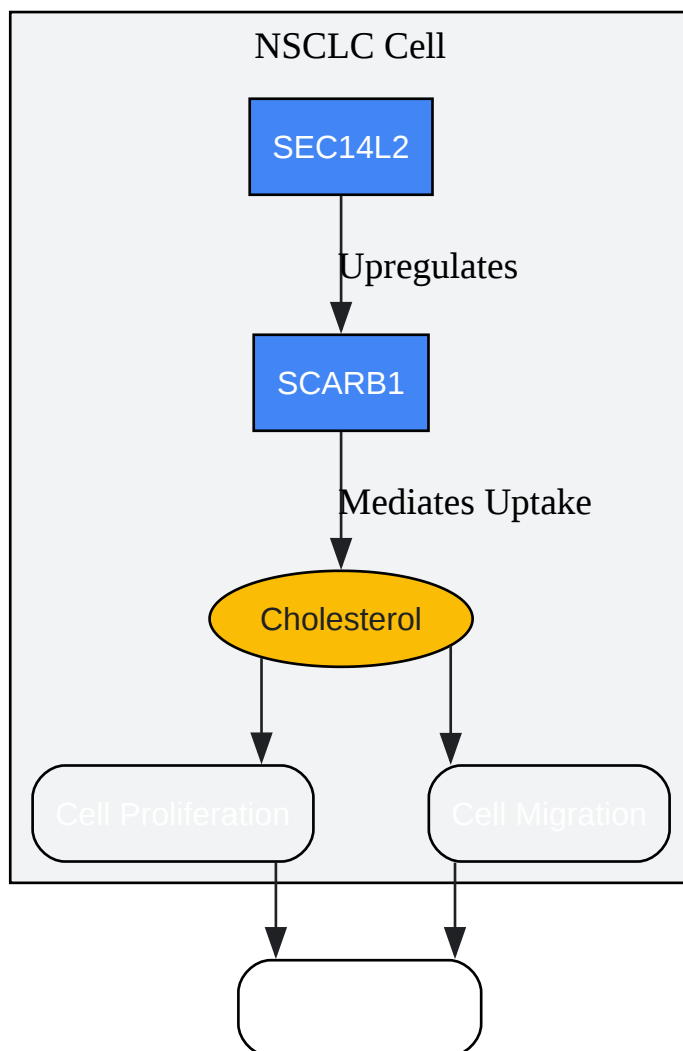 NSCLC Cell
SEC14L2
Upregulates
SCARB1
Mediates Uptake
Cholesterol
Cell Proliferation
Cell Migration